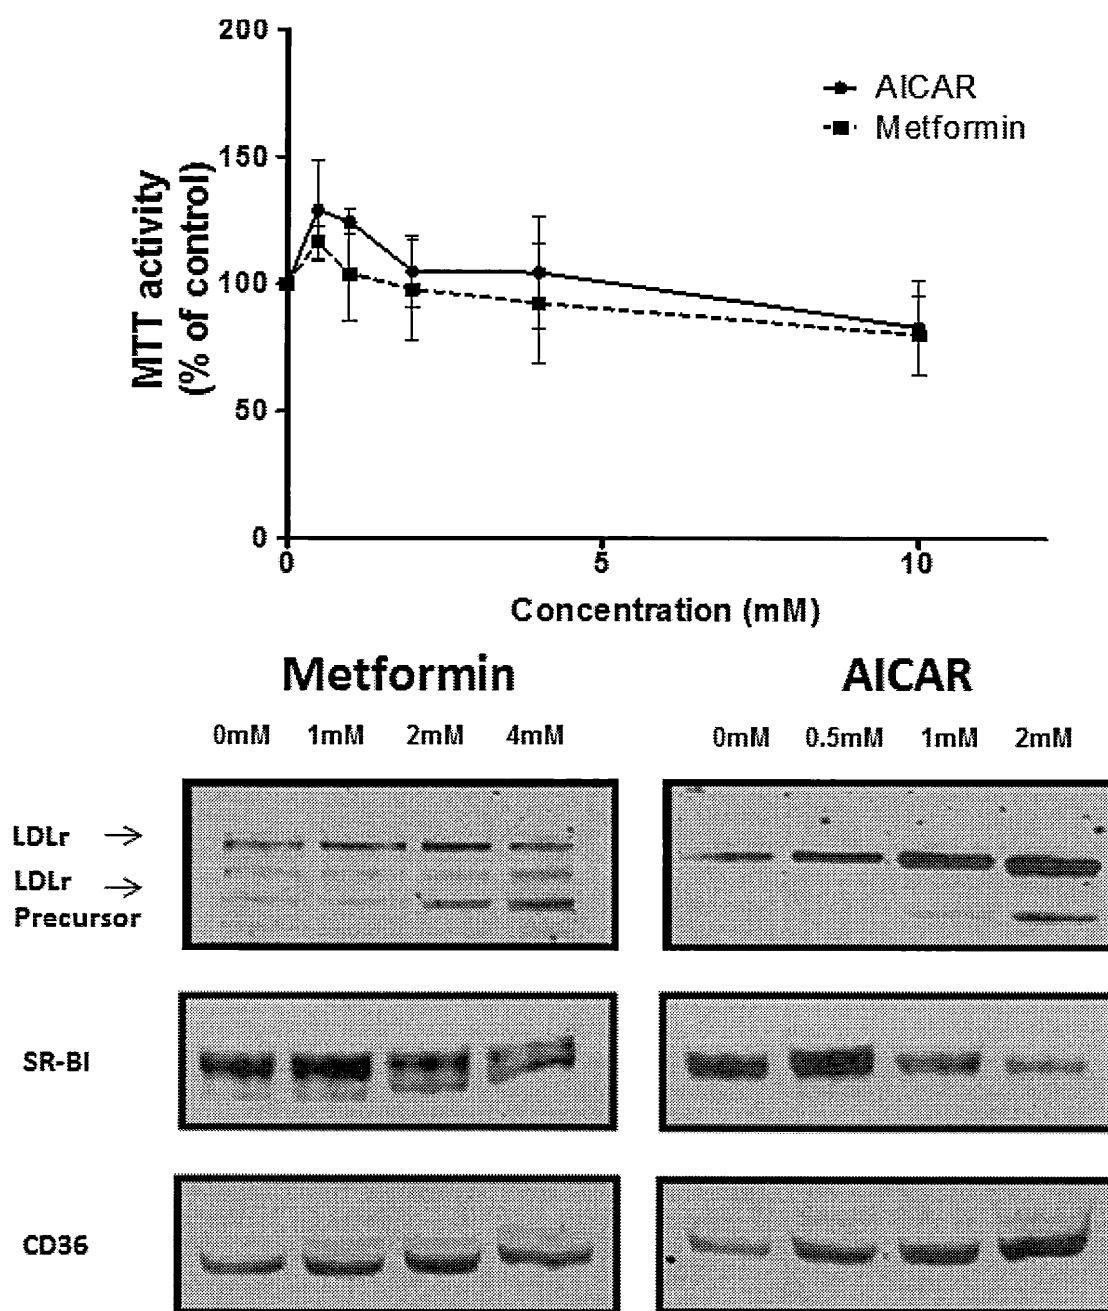 200
150
100
50
0
MTT activity
(% of control)
AICAR
Metformin
0
5
10
Concentration (mM)
Metformin
AICAR
0mM 1mM 2mM 4mM
0mM 0.5mM 1mM 2mM
LDLr
LDLr
Precursor
SR-BI
CD36